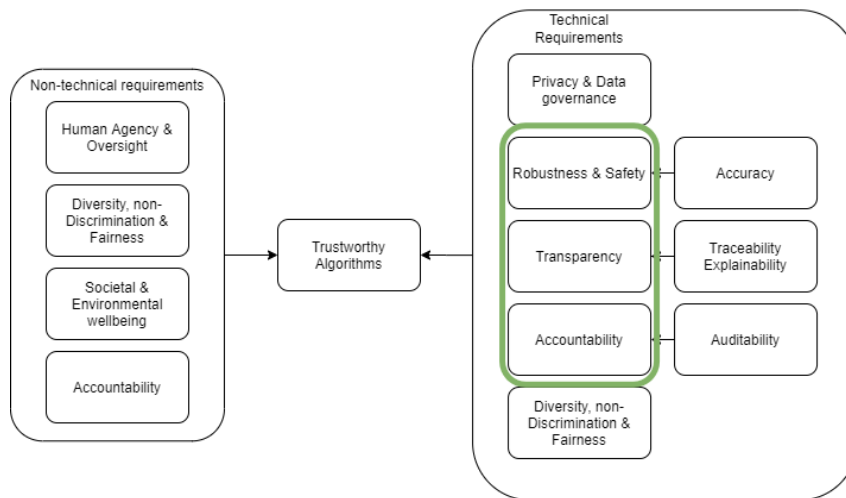 Non-technical requirements
Human Agency &
Oversight
Diversity, non-
Discrimination &
Fairness
Societal &
Environmental
wellbeing
Accountability
Trustworthy
Algorithms
Technical
Requirements
Privacy & Data
governance
Robustness & Safety
Accuracy
Transparency
Traceability
Explainability
Accountability
Auditability
Diversity, non-
Discrimination &
Fairness